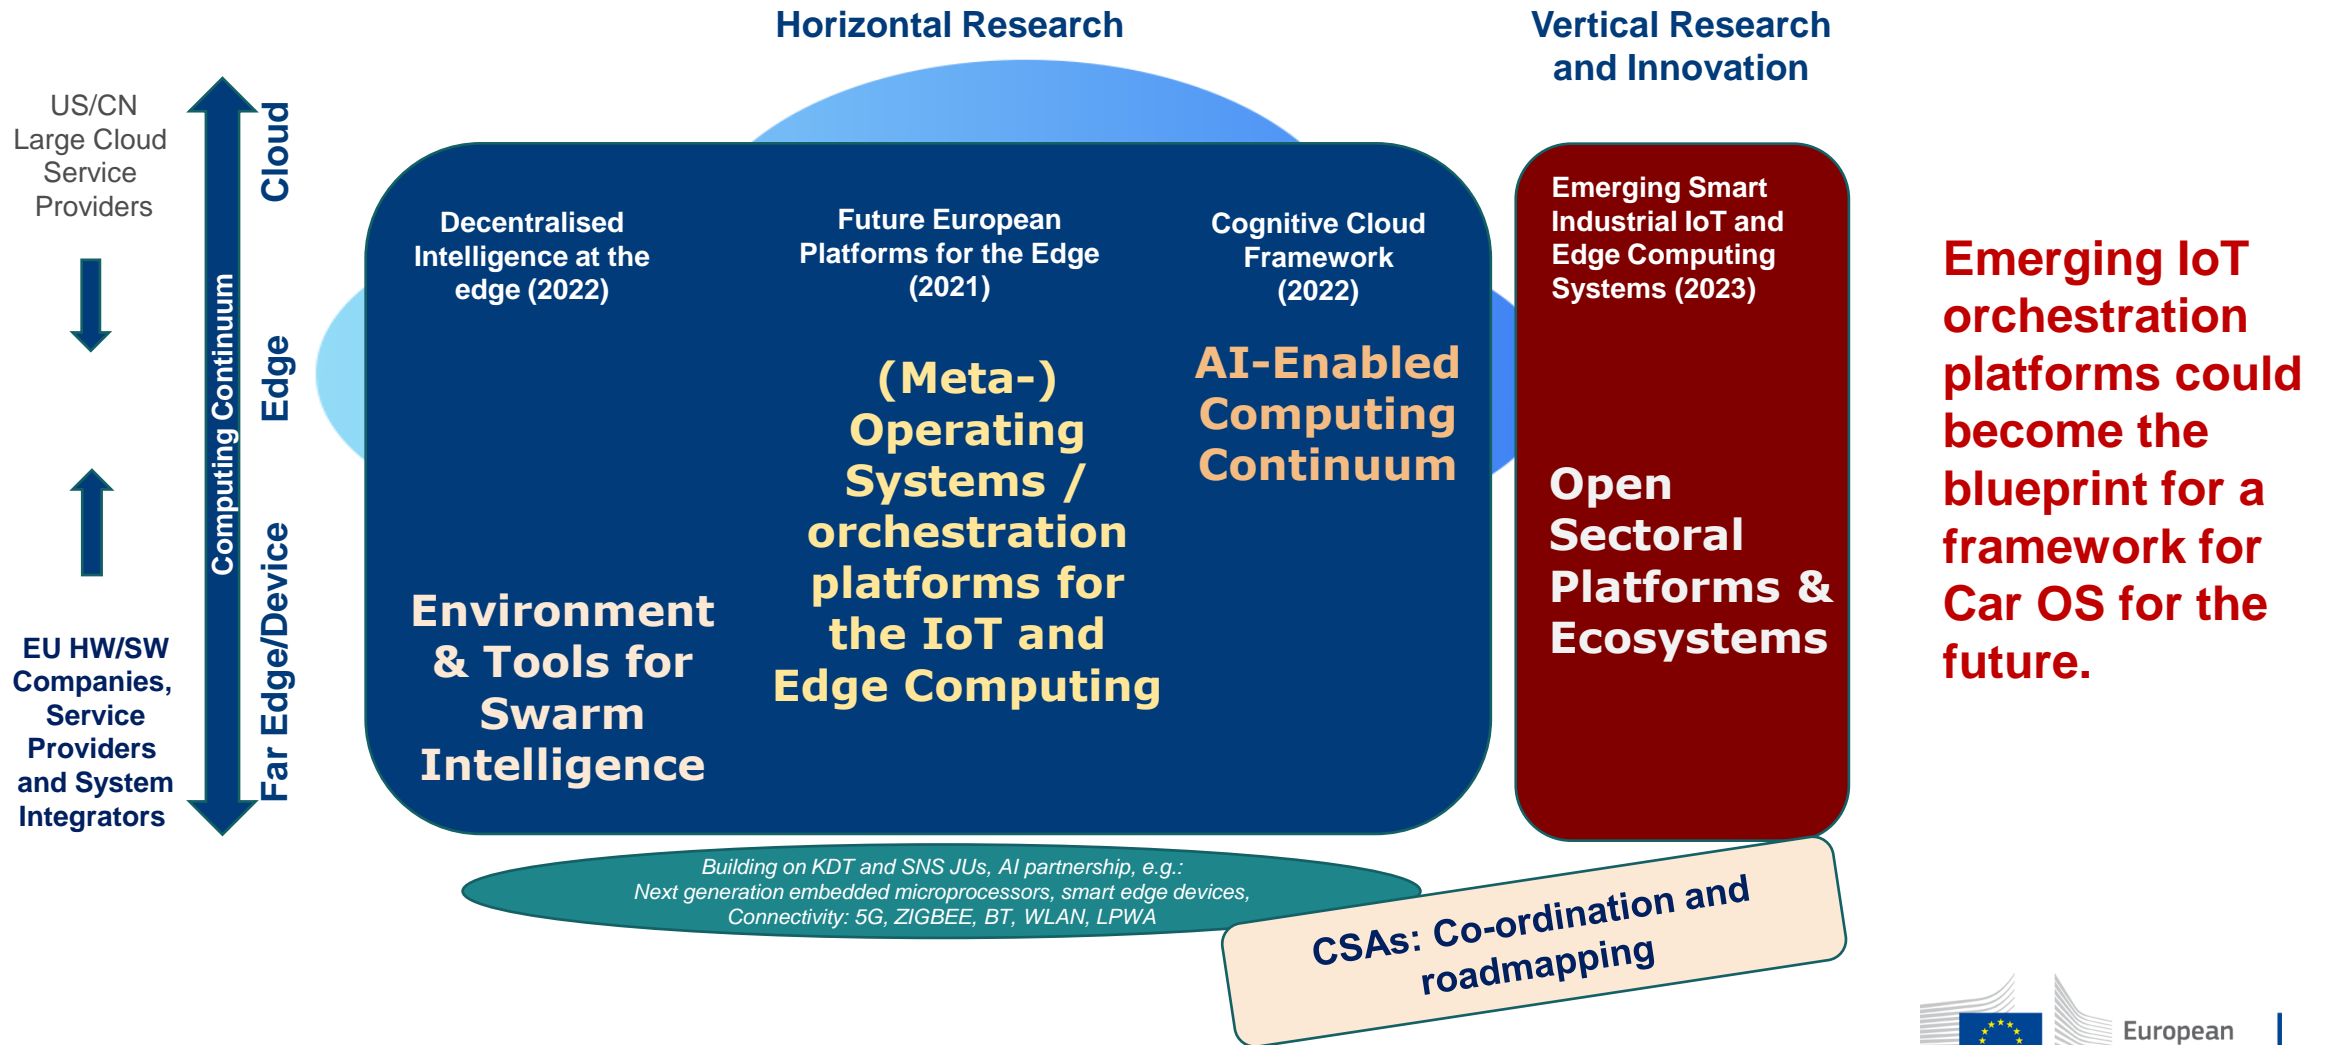 Horizontal Research
Vertical Research
and Innovation
US/CN
Large Cloud
Service
Providers
EU HW/SW
Companies,
Service
Providers
and System
Integrators
Computing Continuum
Cloud
Edge
Far Edge/Device
Decentralised
Intelligence at the
edge (2022)
Environment
& Tools for
Swarm
Intelligence
Future European
Platforms for the Edge
(2021)
(Meta-)
Operating
Systems /
orchestration
platforms for
the IoT and
Edge Computing
Cognitive Cloud
Framework
(2022)
AI-Enabled
Computing
Continuum
Emerging Smart
Industrial IoT and
Edge Computing
Systems (2023)
Open
Sectoral
Platforms &
Ecosystems
Emerging IoT
orchestration
platforms could
become the
blueprint for a
framework for
Car OS for the
future.
Building on KDT and SNS JUs, AI partnership, e.g.:
Next generation embedded microprocessors, smart edge devices,
Connectivity: 5G, ZIGBEE, BT, WLAN, LPWA
CSAs: Co-ordination and
roadmapping
European